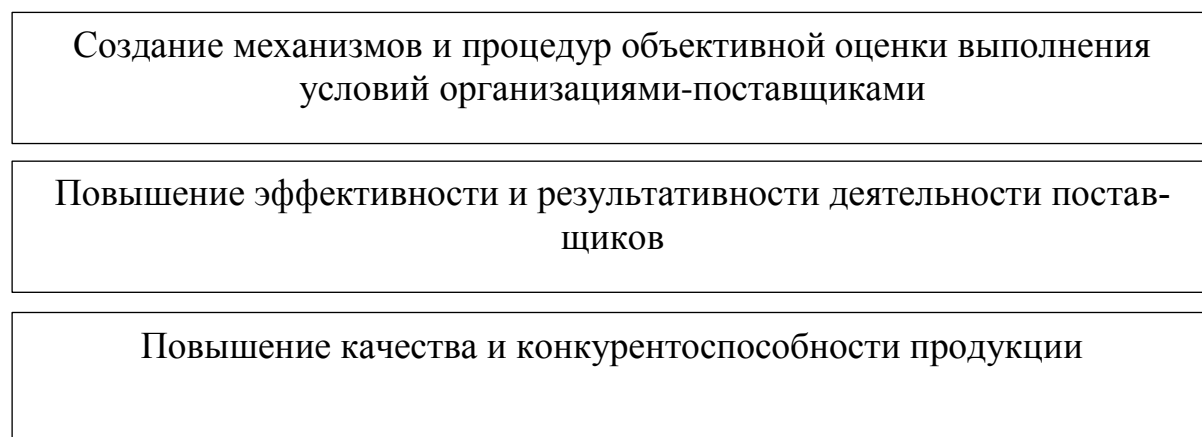 Создание механизмов и процедур объективной оценки выполнения
условий организациями-поставщиками
Повышение эффективности и результативности деятельности постав-
щиков
Повышение качества и конкурентоспособности продукции